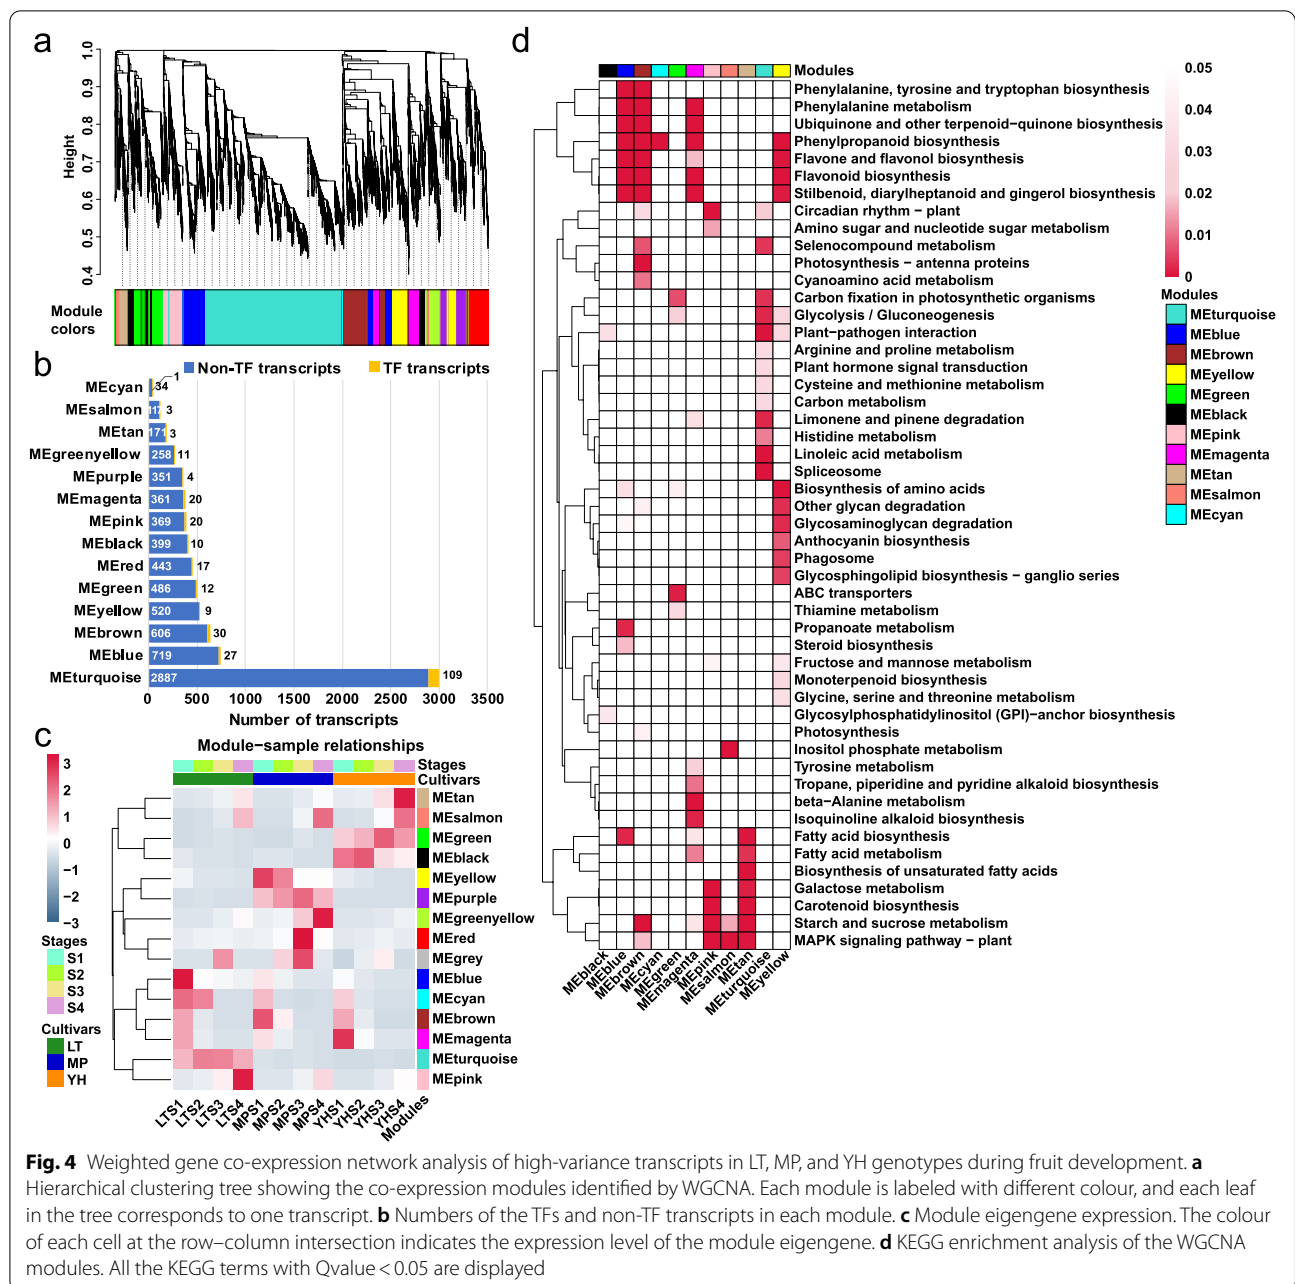 a
1.0
0.9
0.8
0.7
0.6
0.5
0.4
Height
Module colors
b
Non-TF transcripts
TF transcripts
MEcyan 34 1
MEsalmon 117 3
MEtan 171 3
MEgreenyellow 258 11
MEpurple 351 4
MEmagenta 361 20
MEpink 369 20
MEblack 399 10
MEred 443 17
MEgreen 486 12
MEyellow 520 9
MEbrown 606 30
MEblue 719 27
MEturquoise 2887 109
0 500 1000 1500 2000 2500 3000 3500
Number of transcripts
c
Module−sample relationships
3
2
1
0
−1
−2
−3
Stages
S1
S2
S3
S4
Cultivars
LT
MP
YH
Stages
Cultivars
MEtan
MEsalmon
MEgreen
MEblack
MEyellow
MEpurple
MEgreenyellow
MEred
MEgrey
MEblue
MEcyan
MEbrown
MEmagenta
MEturquoise
MEpink
LTS1 LTS2 LTS3 LTS4 MPS1 MPS2 MPS3 MPS4 YHS1 YHS2 YHS3 YHS4 Modules
d
Modules
Phenylalanine, tyrosine and tryptophan biosynthesis
Phenylalanine metabolism
Ubiquinone and other terpenoid−quinone biosynthesis
Phenylpropanoid biosynthesis
Flavone and flavonol biosynthesis
Flavonoid biosynthesis
Stilbenoid, diarylheptanoid and gingerol biosynthesis
Circadian rhythm − plant
Amino sugar and nucleotide sugar metabolism
Selenocompound metabolism
Photosynthesis − antenna proteins
Cyanoamino acid metabolism
Carbon fixation in photosynthetic organisms
Glycolysis / Gluconeogenesis
Plant−pathogen interaction
Arginine and proline metabolism
Plant hormone signal transduction
Cysteine and methionine metabolism
Carbon metabolism
Limonene and pinene degradation
Histidine metabolism
Linoleic acid metabolism
Spliceosome
Biosynthesis of amino acids
Other glycan degradation
Glycosaminoglycan degradation
Anthocyanin biosynthesis
Phagosome
Glycosphingolipid biosynthesis − ganglio series
ABC transporters
Thiamine metabolism
Propanoate metabolism
Steroid biosynthesis
Fructose and mannose metabolism
Monoterpenoid biosynthesis
Glycine, serine and threonine metabolism
Glycosylphosphatidylinositol (GPI)−anchor biosynthesis
Photosynthesis
Inositol phosphate metabolism
Tyrosine metabolism
Tropane, piperidine and pyridine alkaloid biosynthesis
beta−Alanine metabolism
Isoquinoline alkaloid biosynthesis
Fatty acid biosynthesis
Fatty acid metabolism
Biosynthesis of unsaturated fatty acids
Galactose metabolism
Carotenoid biosynthesis
Starch and sucrose metabolism
MAPK signaling pathway − plant
MEblack MEblue MEbrown MEcyan MEgreen MEmagenta MEpink MEsalmon MEtan MEturquoise MEyellow
0.05
0.04
0.03
0.02
0.01
0
Modules
MEturquoise
MEblue
MEbrown
MEyellow
MEgreen
MEblack
MEpink
MEmagenta
MEtan
MEsalmon
MEcyan
Fig. 4 Weighted gene co-expression network analysis of high-variance transcripts in LT, MP, and YH genotypes during fruit development. a
Hierarchical clustering tree showing the co-expression modules identified by WGCNA. Each module is labeled with different colour, and each leaf
in the tree corresponds to one transcript. b Numbers of the TFs and non-TF transcripts in each module. c Module eigengene expression. The colour
of each cell at the row–column intersection indicates the expression level of the module eigengene. d KEGG enrichment analysis of the WGCNA
modules. All the KEGG terms with Qvalue < 0.05 are displayed